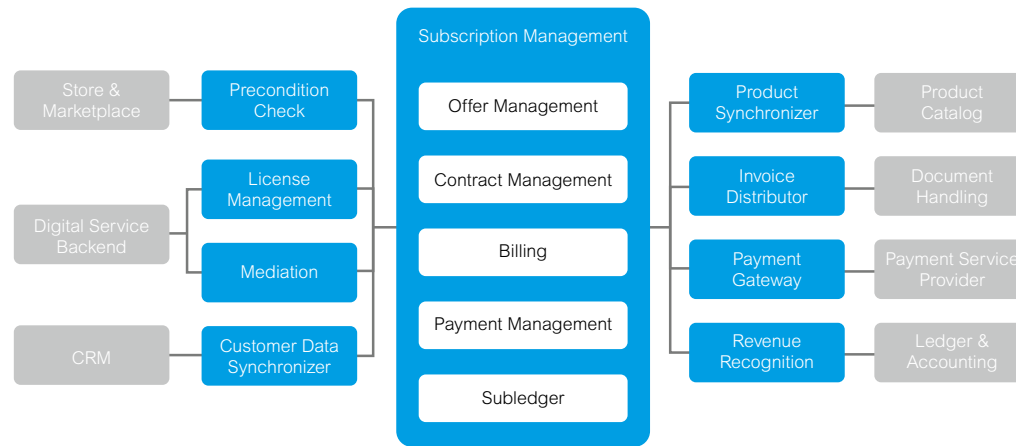 Subscription Management
Offer Management
Contract Management
Billing
Payment Management
Subledger
Store &
Marketplace
Precondition
Check
Digital Service
Backend
License
Management
Mediation
CRM
Customer Data
Synchronizer
Product
Synchronizer
Product
Catalog
Invoice
Distributor
Document
Handling
Payment
Gateway
Payment Service
Provider
Revenue
Recognition
Ledger &
Accounting